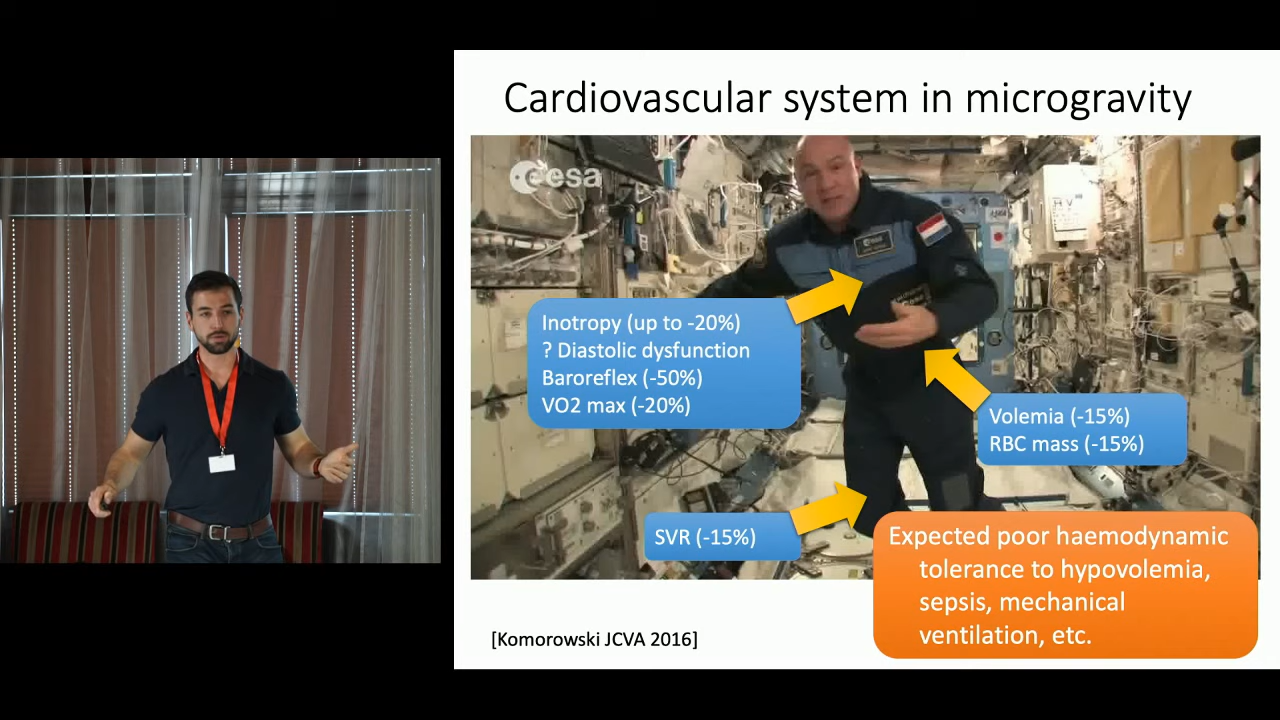 Cardiovascular system in microgravity
esa
Inotropy (up to -20%)
? Diastolic dysfunction
Baroreflex (-50%)
VO2 max (-20%)
Volemia (-15%)
RBC mass (-15%)
SVR (-15%)
Expected poor haemodynamic
tolerance to hypovolemia,
sepsis, mechanical
ventilation, etc.
[Komorowski JCVA 2016]